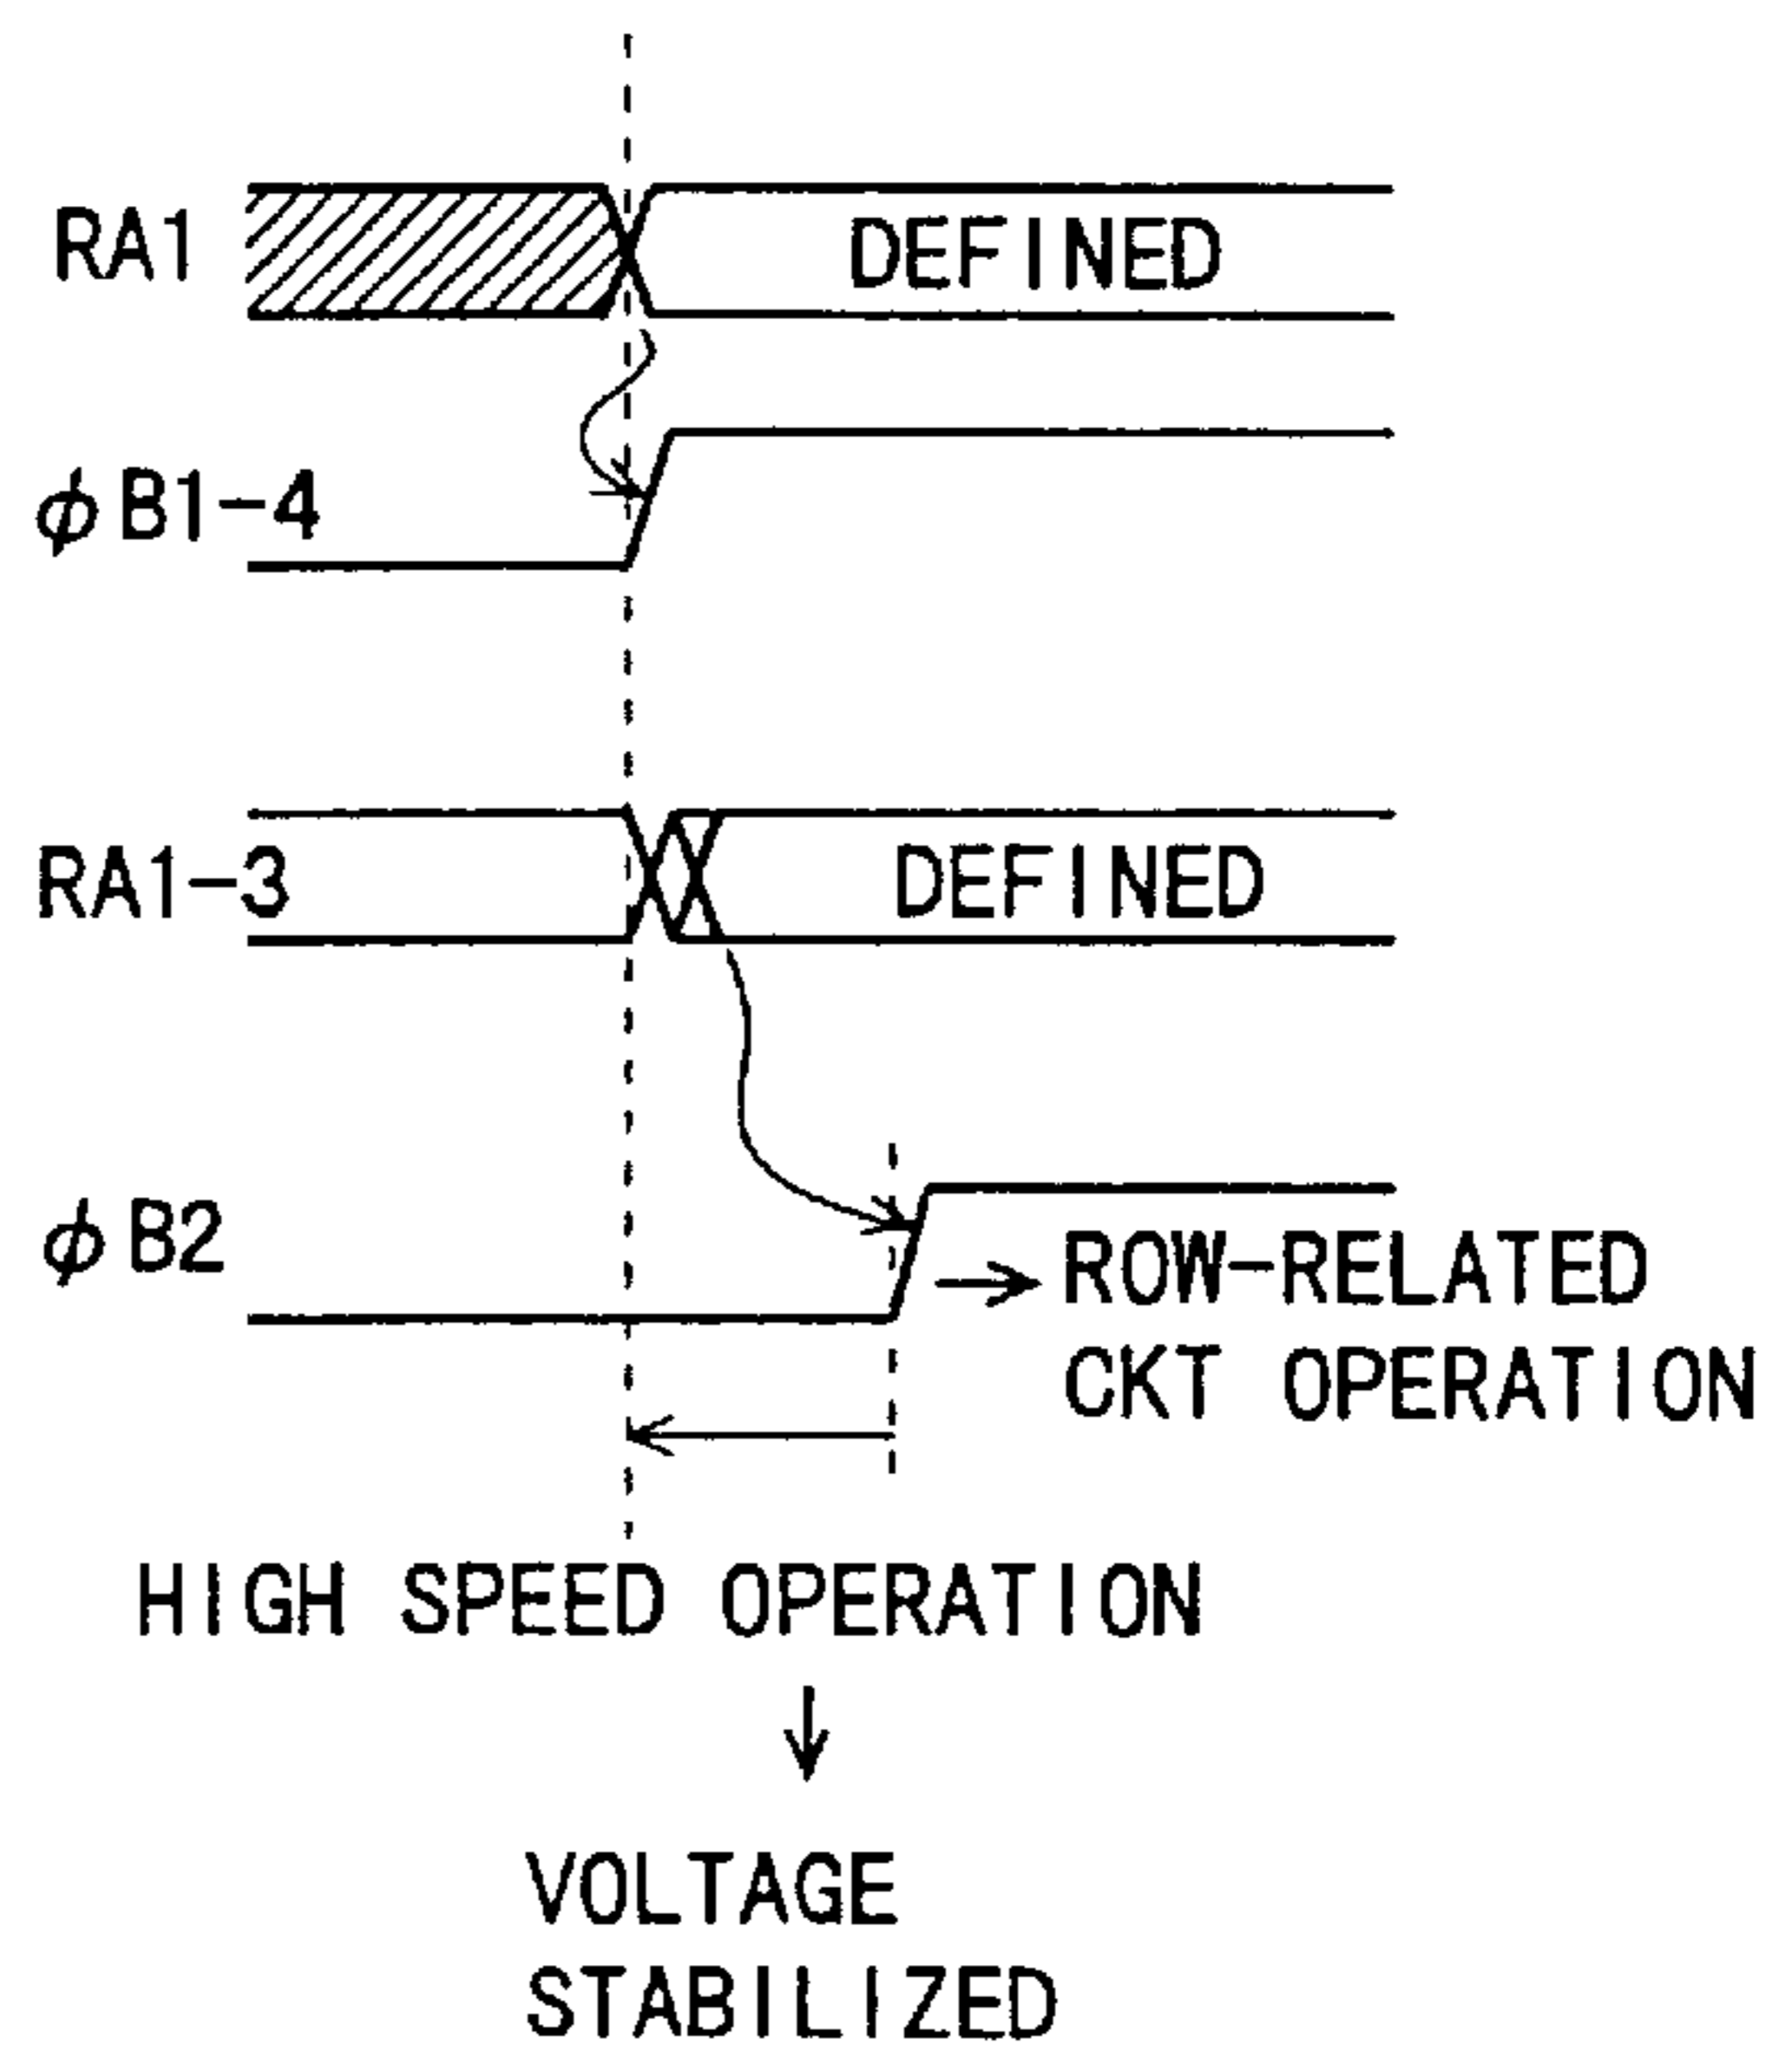 RA1
DEFINED
φB1-4
RA1-3
DEFINED
φB2
ROW-RELATED
CKT OPERATION
HIGH SPEED OPERATION
VOLTAGE
STABILIZED